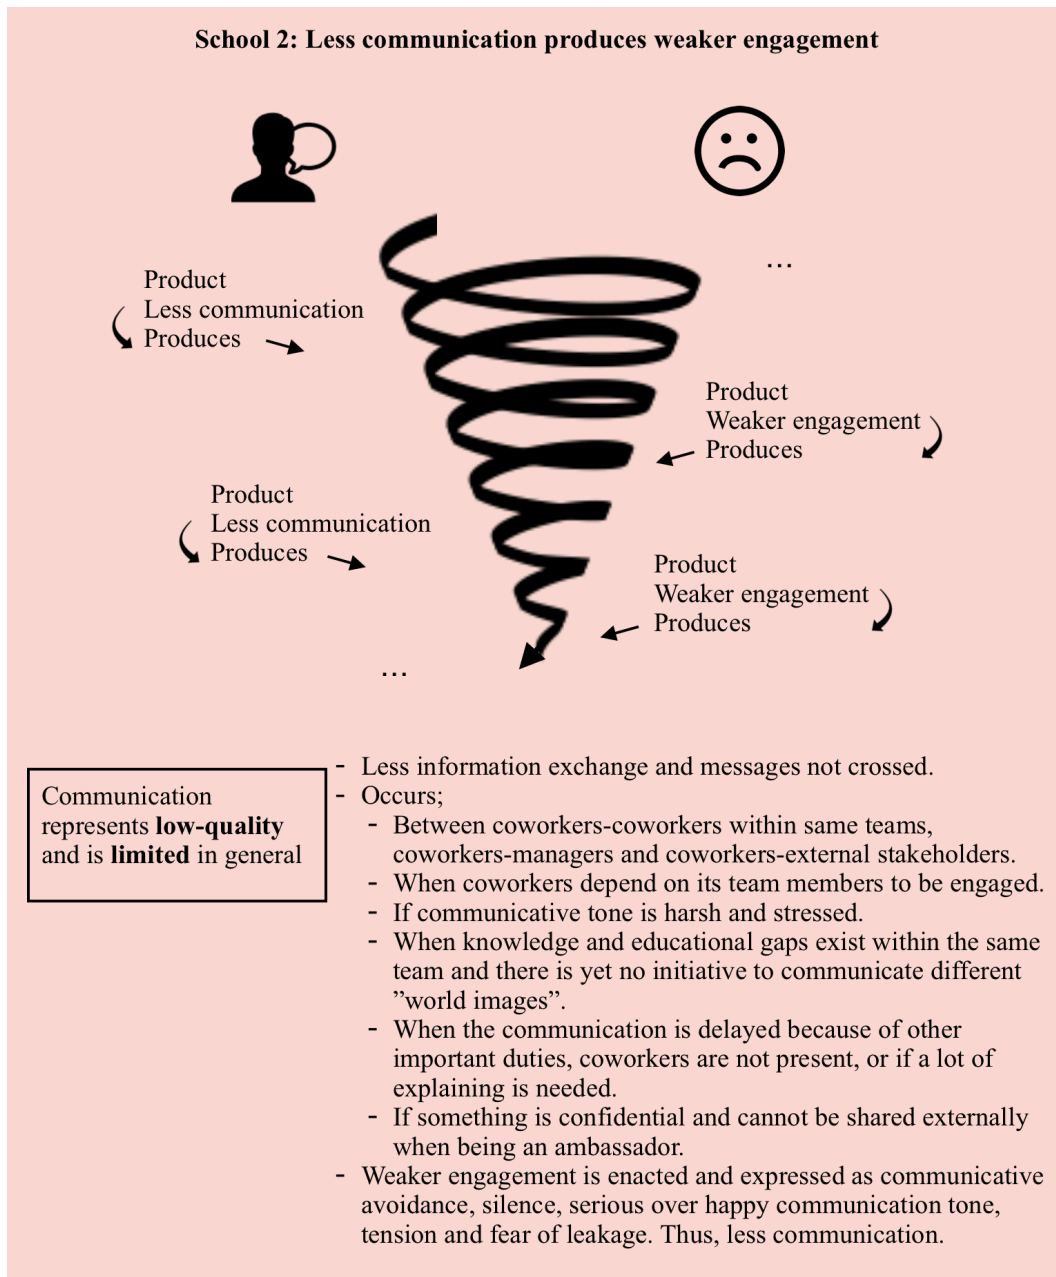 School 2: Less communication produces weaker engagement
...
Product
Less communication
Produces
Product
Weaker engagement
Produces
Product
Less communication
Produces
Product
Weaker engagement
Produces
...
Communication
represents low-quality
and is limited in general
- Less information exchange and messages not crossed.
- Occurs;
- Between coworkers-coworkers within same teams,
coworkers-managers and coworkers-external stakeholders.
- When coworkers depend on its team members to be engaged.
- If communicative tone is harsh and stressed.
- When knowledge and educational gaps exist within the same
team and there is yet no initiative to communicate different
”world images”.
- When the communication is delayed because of other
important duties, coworkers are not present, or if a lot of
explaining is needed.
- If something is confidential and cannot be shared externally
when being an ambassador.
- Weaker engagement is enacted and expressed as communicative
avoidance, silence, serious over happy communication tone,
tension and fear of leakage. Thus, less communication.